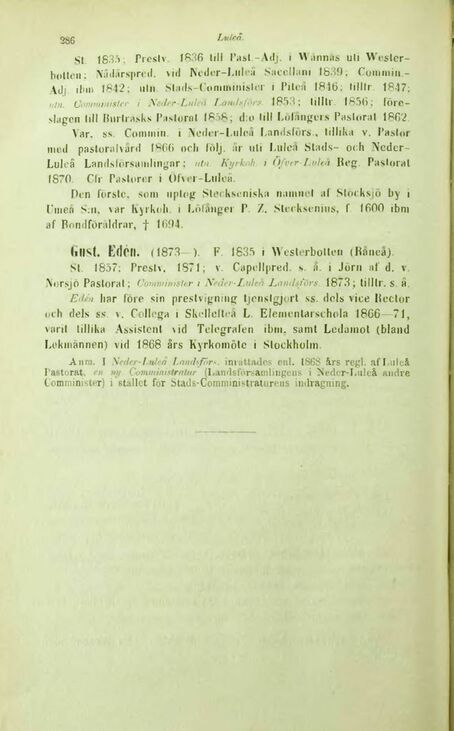 286
Luleå.
St. 1835; Prestv. 1836 till Past.-Adj. i Wännäs uti Wester-
botten; Nådårspred. vid Neder-Luleå Sacellani 1839; Commin.-
Adj. ibm 1842; utn. Stads-Comminister i Piteå 1846; tilltr. 1847;
utn. Comminister i Neder-Luleå Landsförs. 1853; tilltr. 1856; före-
slagen till Burträsks Pastorat 1858; d:o till Löfångers Pastorat 1862.
Var, ss. Commin. i Neder-Luleå Landsförs., tillika v. Pastor
med pastoralvård 1866 och följ. år uti Luleå Stads- och Neder-
Luleå Landsförsamlingar; utn. Kyrkoh. i Öfver-Luleå Reg. Pastorat
1870. Cfr Pastorer i Öfver-Luleå.
Den förste, som uptog Steckseniska namnet af Stöcksjö by i
Umeå S:n, var Kyrkoh. i Löfånger P. Z. Stecksenius, f. 1600 ibm
af Bondföräldrar, † 1694.
Gust. Edén. (1873—). F. 1835 i Westerbotten (Råneå).
St. 1857; Prestv. 1871; v. Capellpred. s. å. i Jörn af d. v.
Norsjö Pastorat; Comminister i Neder-Luleå Landsförs. 1873; tilltr. s. å.
Edén har före sin prestvigning tjenstgjort ss. dels vice Rector
och dels ss. v. Collega i Skellefteå L. Elementarschola 1866—71,
varit tillika Assistent vid Telegrafen ibm, samt Ledamot (bland
Lekmännen) vid 1868 års Kyrkomöte i Stockholm.
Anm. I Neder-Luleå Landsförs. inrättades enl. 1868 års regl. af Luleå
Pastorat, en ny Comministratur (Landsförsamlingens i Neder-Luleå andre
Comminister) i stället för Stads-Comministraturens indragning.